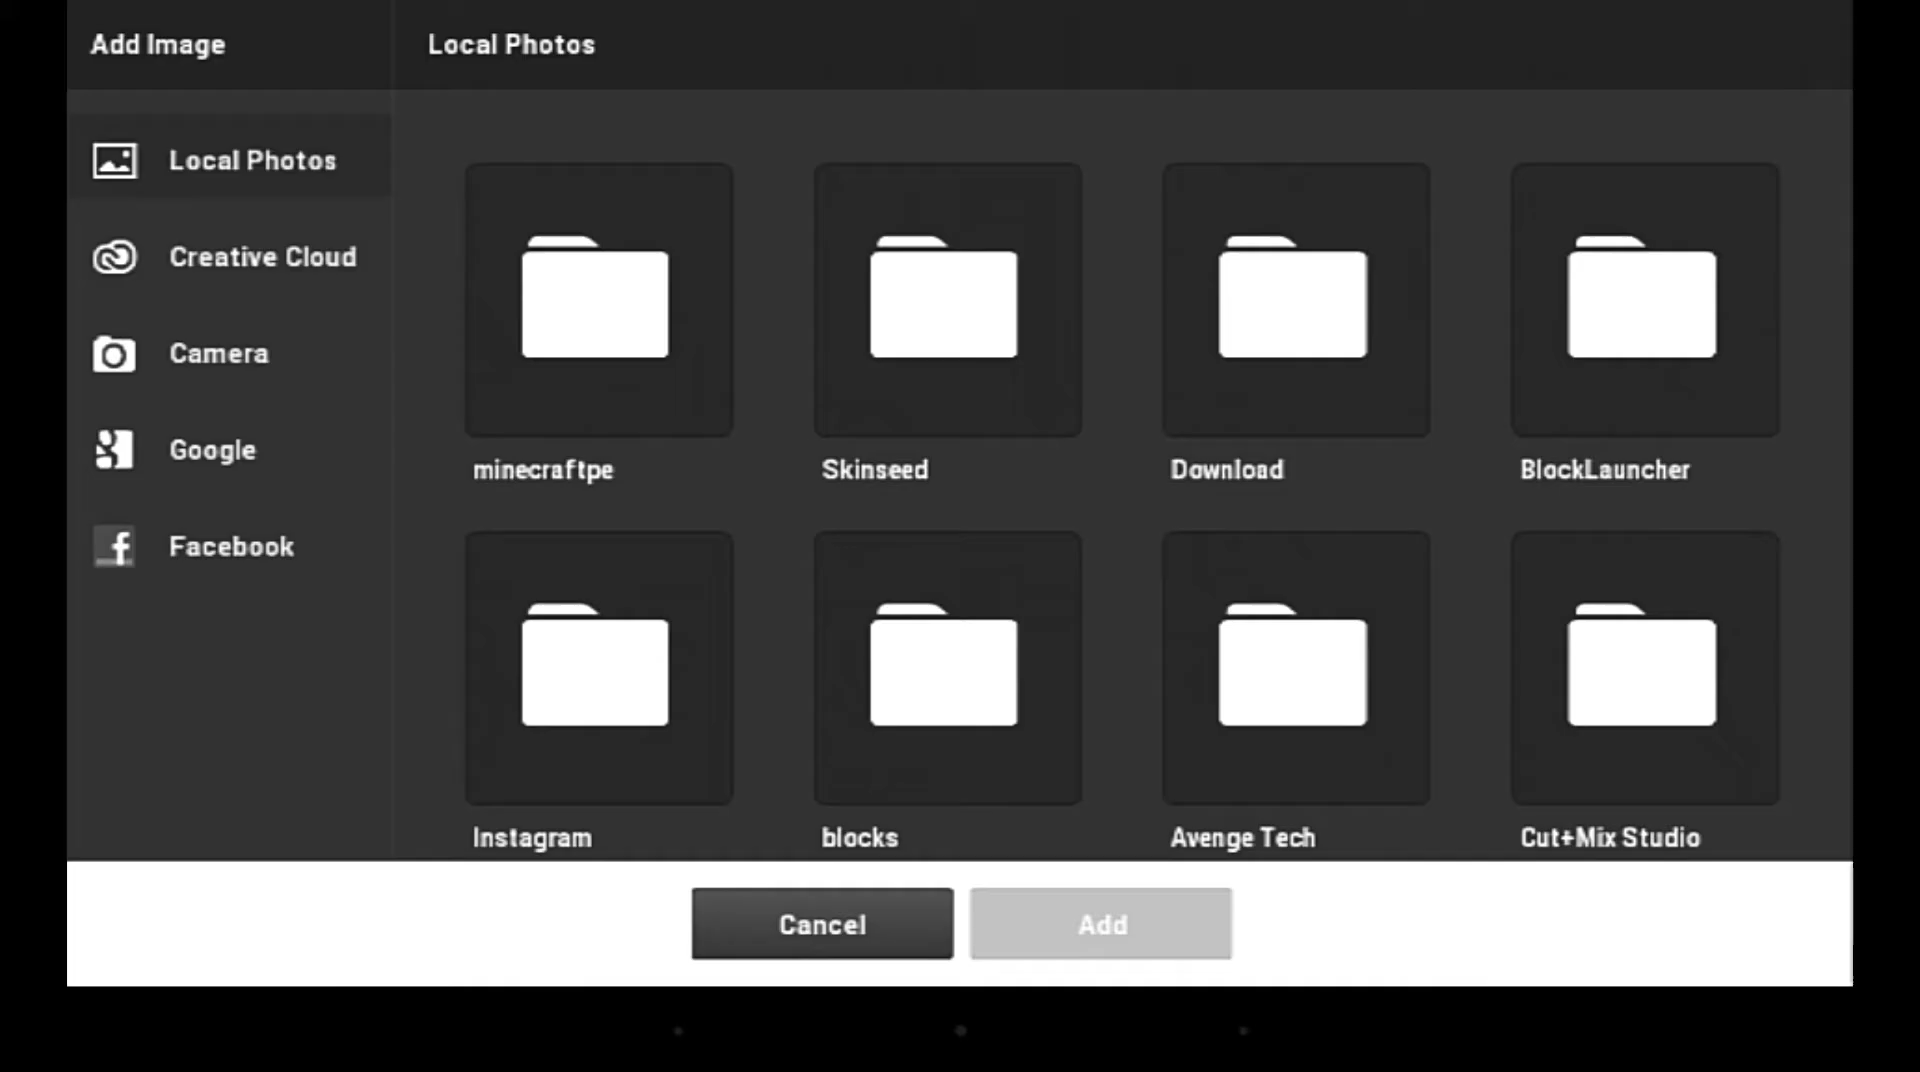 Add Image
Local Photos
Local Photos
Creative Cloud
Camera
Google
Facebook
minecraftpe
Skinseed
Download
BlockLauncher
Instagram
blocks
Avenge Tech
Cut+Mix Studio
Cancel
Add